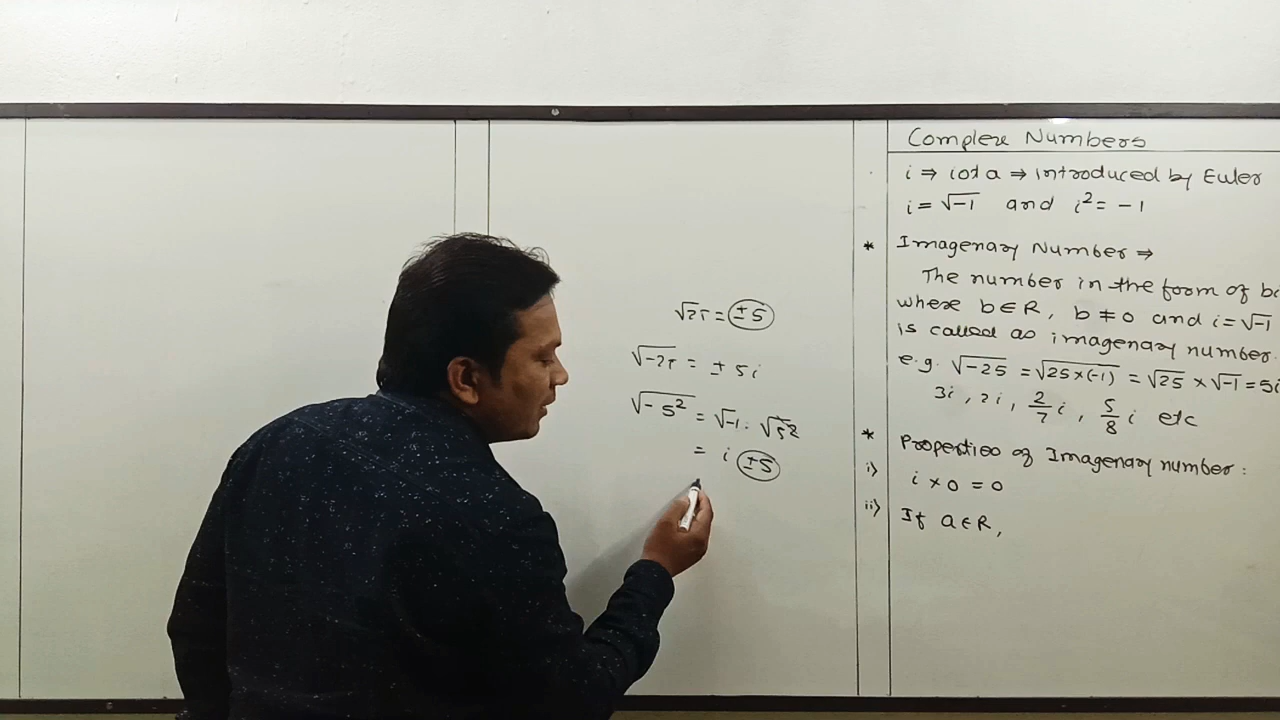 √25 = ±5
√-25 = ± 5i
√-5² = √-1 . √5²
= i ±5
Complex Numbers
i ⇒ iota ⇒ introduced by Euler
i = √-1 and i² = -1
* Imagenary Number ⇒
The number in the form of bi
where b∈R, b ≠ 0 and i = √-1
is called as imagenary number.
e.g. √-25 = √25×(-1) = √25 × √-1 = 5i
3i, 2i, 2/7 i, 5/8 i etc
* Properties of Imagenary number :
i) i × 0 = 0
ii) If a∈R,